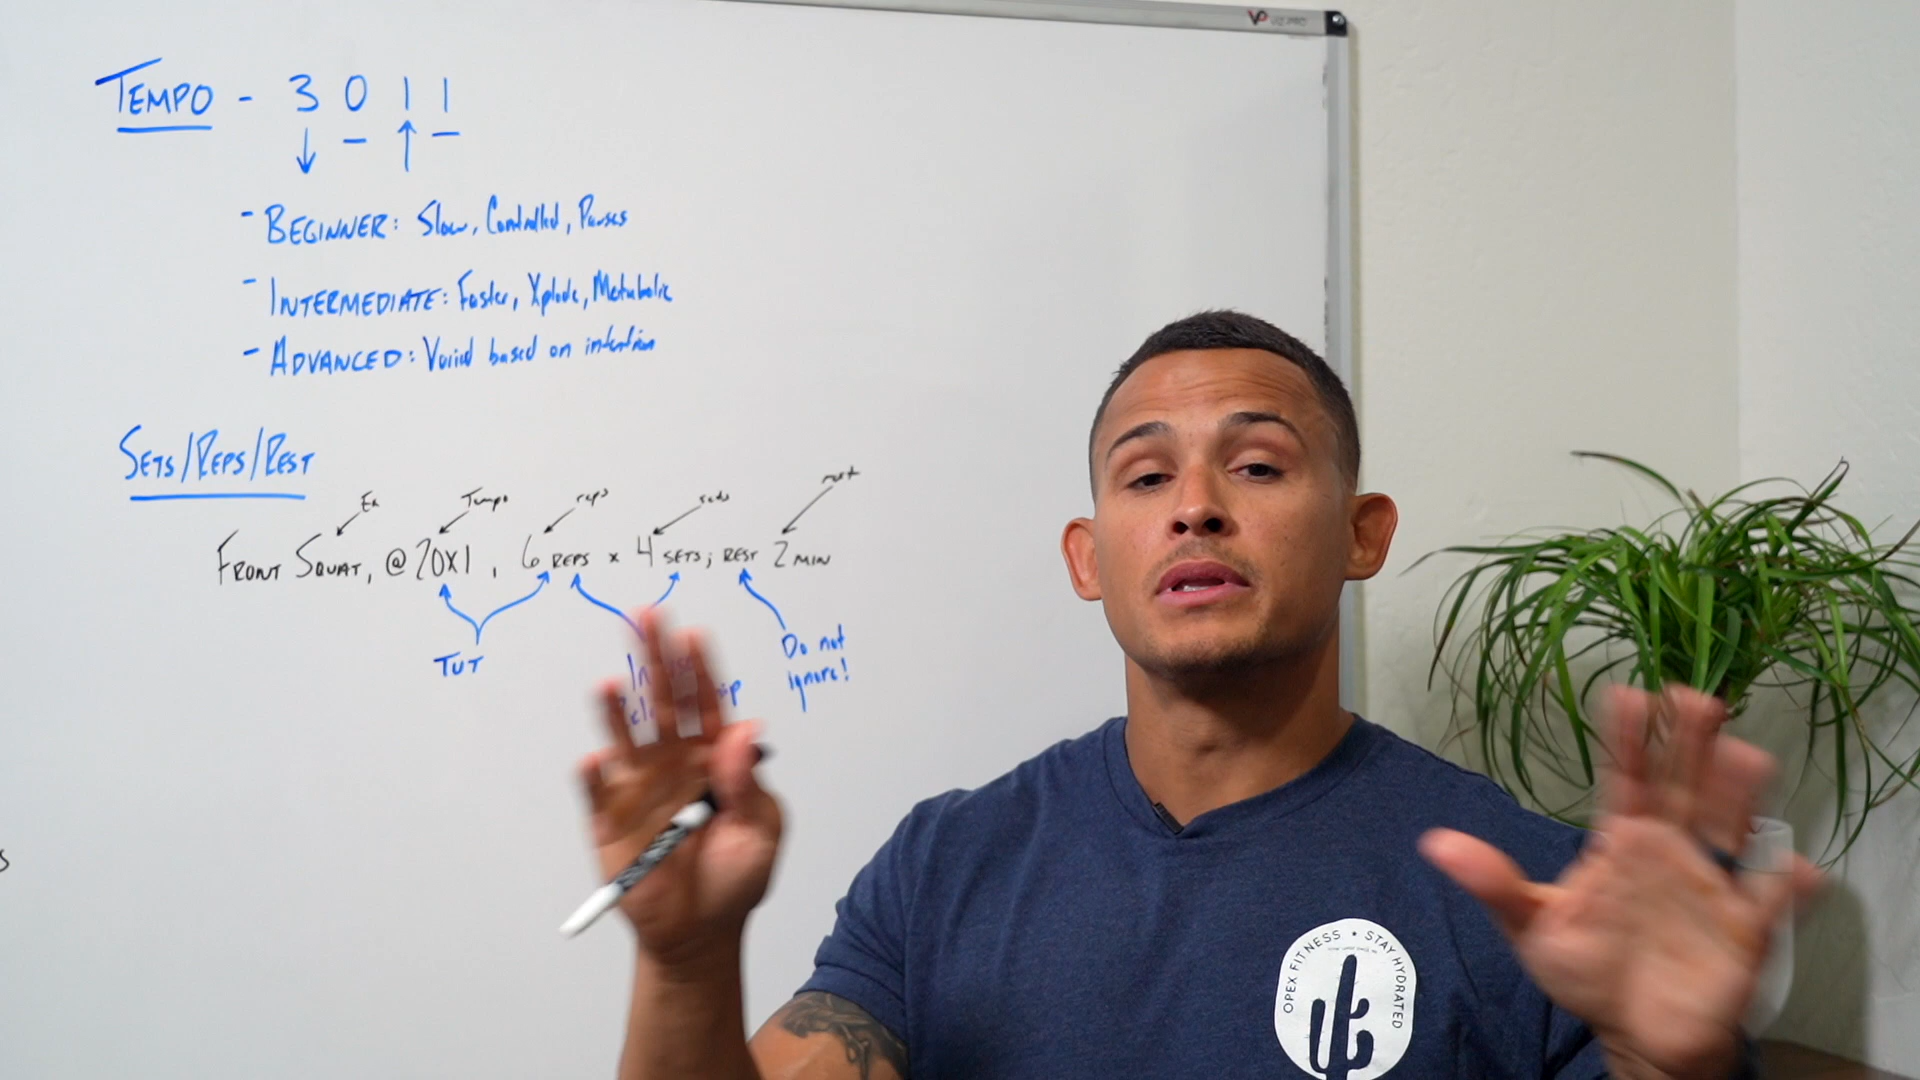 VIZ-PRO
TEMPO - 3 0 1 1
- BEGINNER: Slow, Controlled, Pauses
- INTERMEDIATE: Faster, Xplode, Metabolic
- ADVANCED: Varied based on intention
SETS/REPS/REST
Ex Tempo reps sets rest
FRONT SQUAT, @ 20X1, 6 REPS x 4 SETS; REST 2 MIN
TUT
Do not
ignore!
OPEX FITNESS • STAY HYDRATED